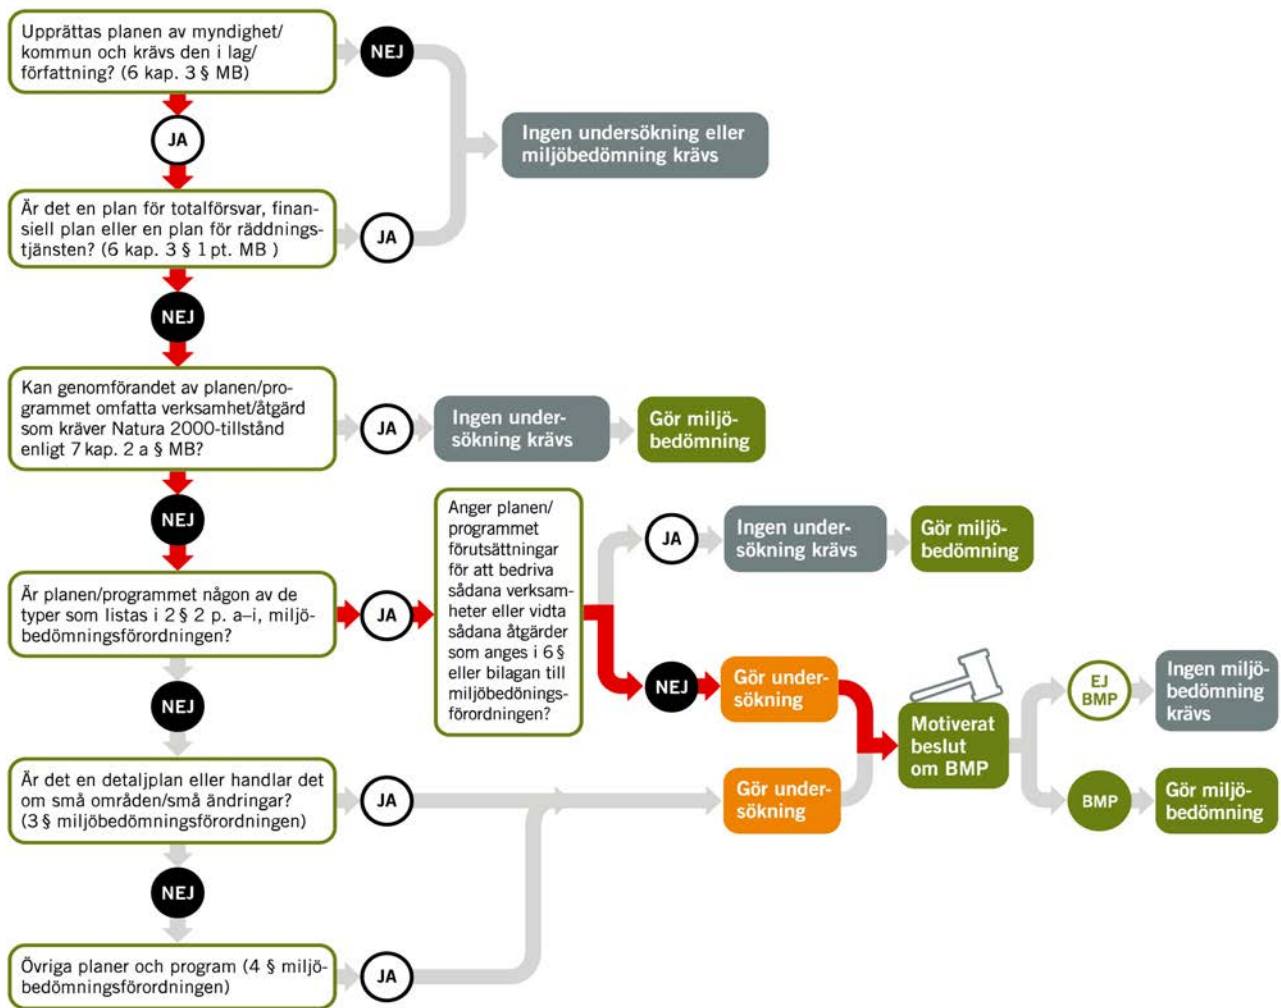 Upprättas planen av myndighet/
kommun och krävs den i lag/
författning? (6 kap. 3 § MB)
NEJ
JA
Ingen undersökning eller
miljöbedömning krävs
Är det en plan för totalförsvar, finan-
siell plan eller en plan för räddnings-
tjänsten? (6 kap. 3 § 1 pt. MB )
JA
NEJ
Kan genomförandet av planen/pro-
grammet omfatta verksamhet/åtgärd
som kräver Natura 2000-tillstånd
enligt 7 kap. 2 a § MB?
JA
Ingen under-
sökning krävs
Gör miljö-
bedömning
NEJ
Är planen/programmet någon av de
typer som listas i 2 § 2 p. a–i, miljö-
bedömningsförordningen?
JA
Anger planen/
programmet
förutsättningar
för att bedriva
sådana verksam-
heter eller vidta
sådana åtgärder
som anges i 6 §
eller bilagan till
miljöbedönings-
förordningen?
JA
Ingen under-
sökning krävs
Gör miljö-
bedömning
NEJ
Gör under-
sökning
Motiverat
beslut
om BMP
EJ
BMP
Ingen miljö-
bedömning
krävs
BMP
Gör miljö-
bedömning
NEJ
Är det en detaljplan eller handlar det
om små områden/små ändringar?
(3 § miljöbedömningsförordningen)
JA
Gör under-
sökning
NEJ
Övriga planer och program (4 § miljö-
bedömningsförordningen)
JA